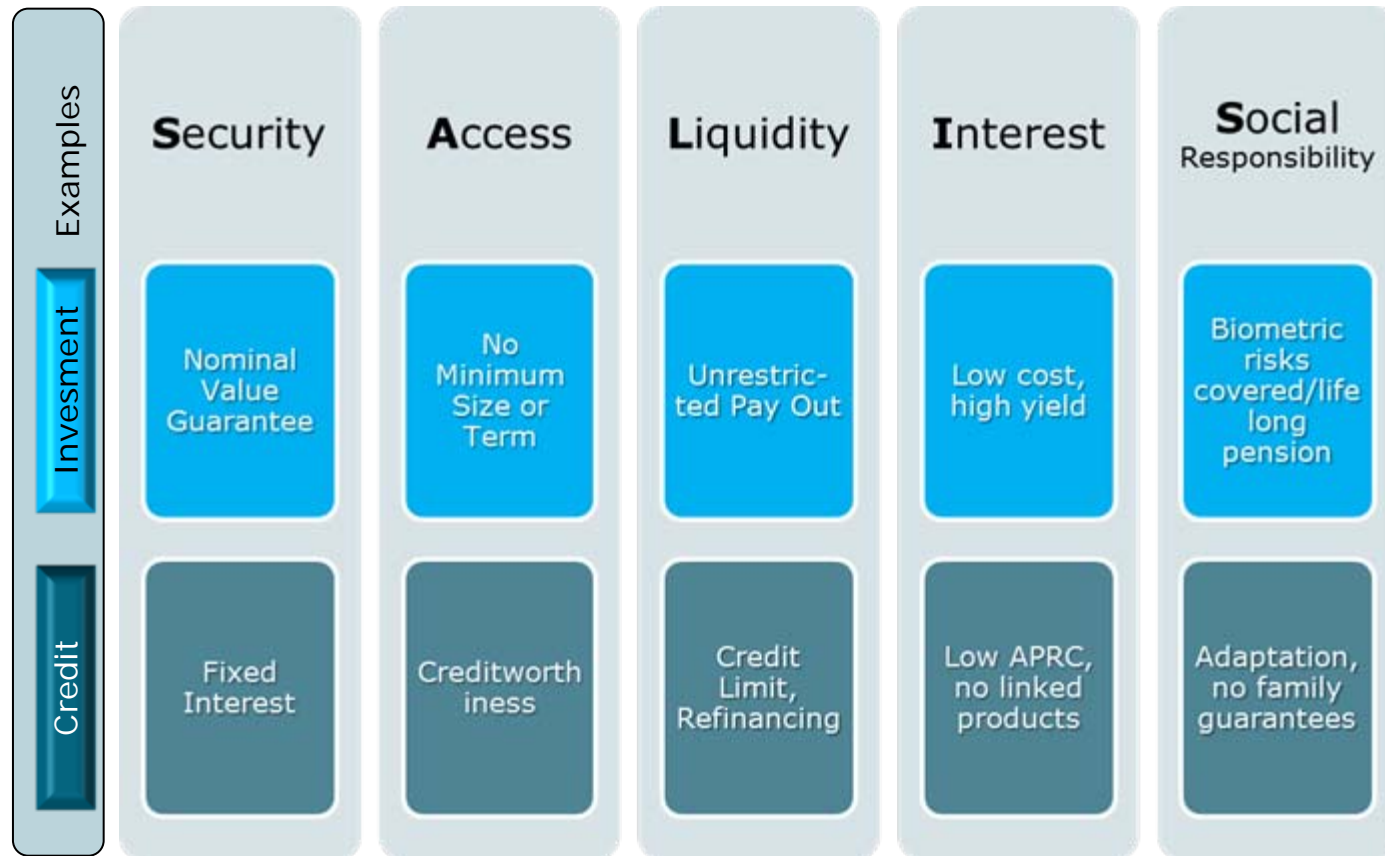 Examples
Security
Access
Liquidity
Interest
Social
Responsibility
Invesment
Nominal
Value
Guarantee
No
Minimum
Size or
Term
Unrestric-
ted Pay Out
Low cost,
high yield
Biometric
risks
covered/life
long
pension
Credit
Fixed
Interest
Creditworth
iness
Credit
Limit,
Refinancing
Low APRC,
no linked
products
Adaptation,
no family
guarantees